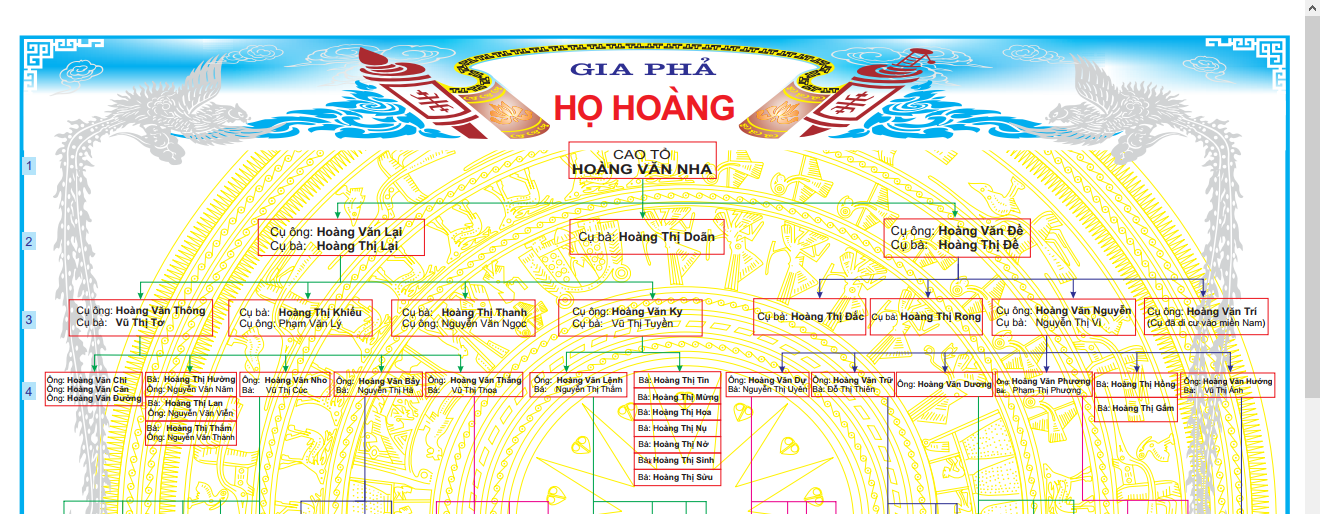 GIA PHẢ
HỌ HOÀNG
1
CAO TỔ
HOÀNG VĂN NHA
2
Cụ ông: Hoàng Văn Lại
Cụ bà: Hoàng Thị Lại
Cụ bà: Hoàng Thị Doãn
Cụ ông: Hoàng Văn Đề
Cụ bà: Hoàng Thị Đề
3
Cụ ông: Hoàng Văn Thông
Cụ bà: Vũ Thị Tơ
Cụ bà: Hoàng Thị Khiều
Cụ ông: Phạm Văn Lý
Cụ bà: Hoàng Thị Thanh
Cụ ông: Nguyễn Văn Ngọc
Cụ ông: Hoàng Văn Ky
Cụ bà: Vũ Thị Tuyền
Cụ bà: Hoàng Thị Đắc
Cụ bà: Hoàng Thị Rong
Cụ ông: Hoàng Văn Nguyễn
Cụ bà: Nguyễn Thị Vi
Cụ ông: Hoàng Văn Trí
(Cụ đã di cư vào miền Nam)
4
Ông: Hoàng Văn Chỉ
Ông: Hoàng Văn Căn
Ông: Hoàng Văn Đường
Bà: Hoàng Thị Hường
Ông: Nguyễn Văn Năm
Bà: Hoàng Thị Lan
Ông: Nguyễn Văn Viễn
Bà: Hoàng Thị Thắm
Ông: Nguyễn Văn Thành
Ông: Hoàng Văn Nho
Bà: Vũ Thị Cúc
Ông: Hoàng Văn Bẩy
Bà: Nguyễn Thị Hà
Ông: Hoàng Văn Thắng
Bà: Vũ Thị Thoa
Ông: Hoàng Văn Lệnh
Bà: Nguyễn Thị Thắm
Bà: Hoàng Thị Tin
Bà: Hoàng Thị Mừng
Bà: Hoàng Thị Hoa
Bà: Hoàng Thị Nụ
Bà: Hoàng Thị Nở
Bà: Hoàng Thị Sinh
Bà: Hoàng Thị Sửu
Ông: Hoàng Văn Dự
Bà: Nguyễn Thị Uyên
Ông: Hoàng Văn Trữ
Bà: Đỗ Thị Thiên
Ông: Hoàng Văn Dương
Ông: Hoàng Văn Phượng
Bà: Phạm Thị Phượng
Bà: Hoàng Thị Hồng
Bà: Hoàng Thị Gấm
Ông: Hoàng Văn Hưởng
Bà: Vũ Thị Ánh